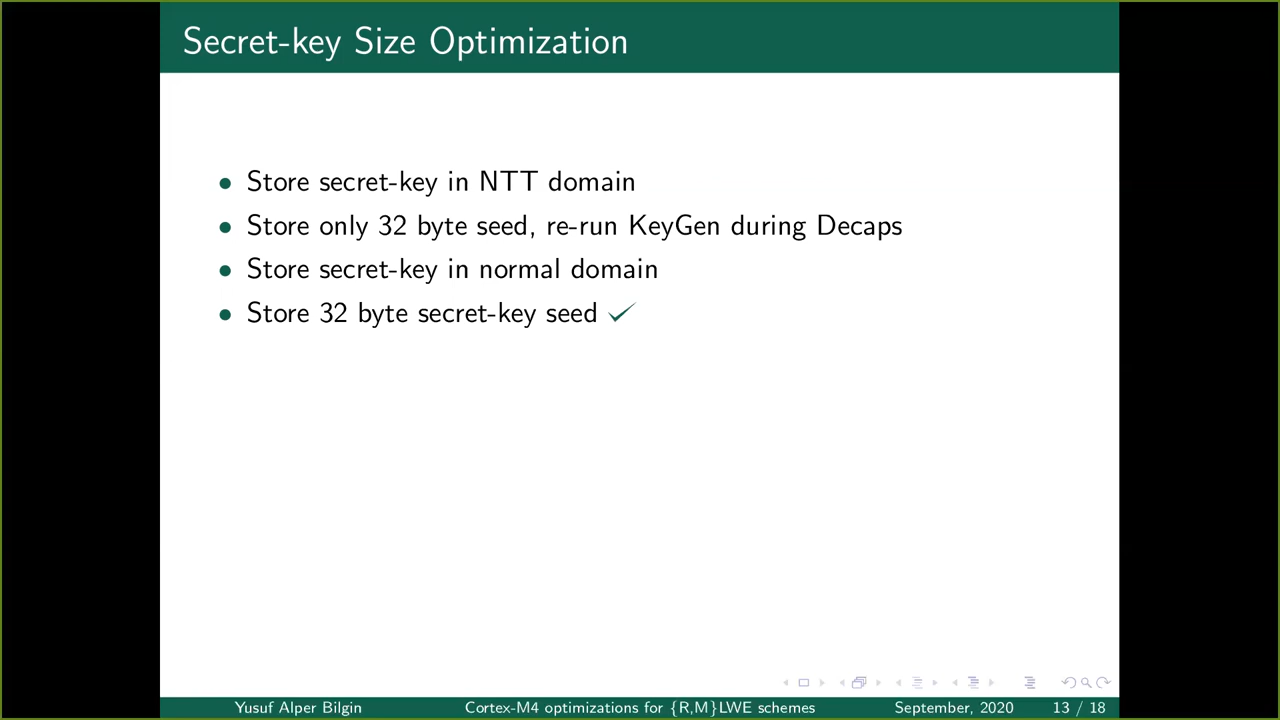 Secret-key Size Optimization
Store secret-key in NTT domain
Store only 32 byte seed, re-run KeyGen during Decaps
Store secret-key in normal domain
Store 32 byte secret-key seed ✓
Yusuf Alper Bilgin Cortex-M4 optimizations for {R,M}LWE schemes September, 2020 13 / 18